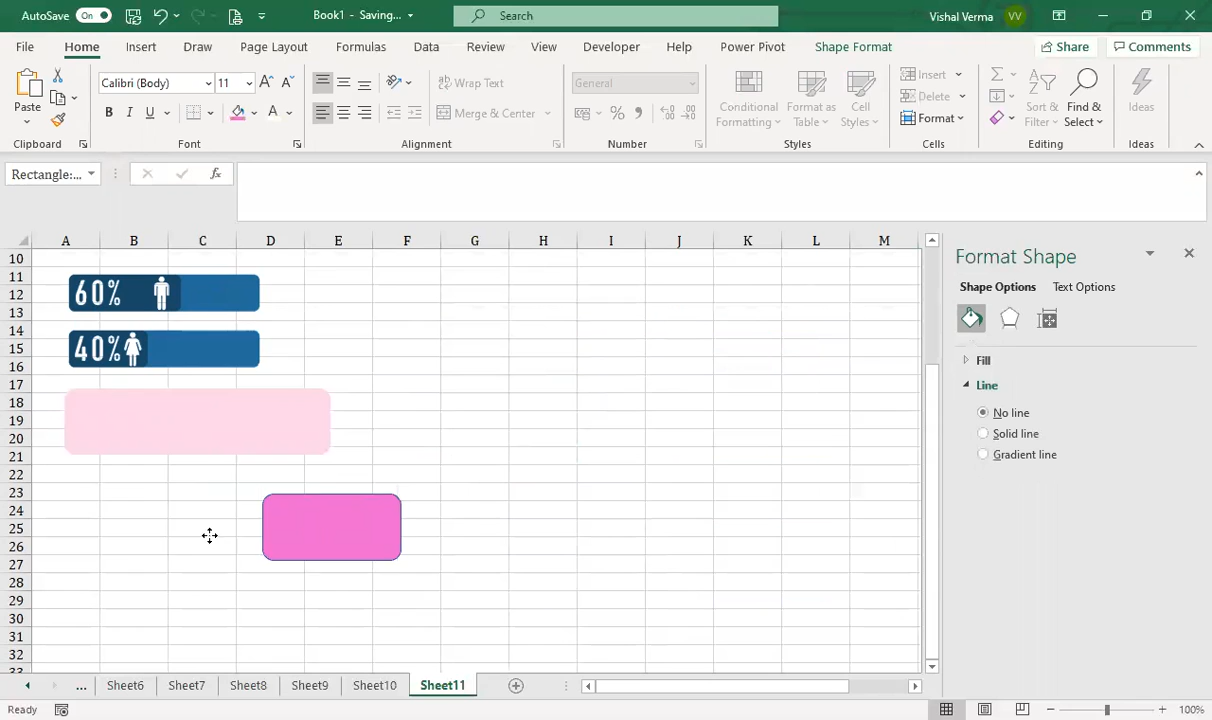 AutoSave On Book1 - Saving... Search Vishal Verma VV
File Home Insert Draw Page Layout Formulas Data Review View Developer Help Power Pivot Shape Format Share Comments
Paste Calibri (Body) 11 Wrap Text General Conditional Formatting Format as Table Cell Styles Insert Σ Sort & Filter Find & Select Ideas
B I U A Merge & Center % Delete Format
Clipboard Font Alignment Number Styles Cells Editing Ideas
Rectangle:... fx
A B C D E F G H I J K L M
10
11
12
13
14
15
16
17
18
19
20
21
22
23
24
25
26
27
28
29
30
31
32
33
60%
40%
Format Shape
Shape Options Text Options
Fill
Line
No line
Solid line
Gradient line
... Sheet6 Sheet7 Sheet8 Sheet9 Sheet10 Sheet11
Ready 100%